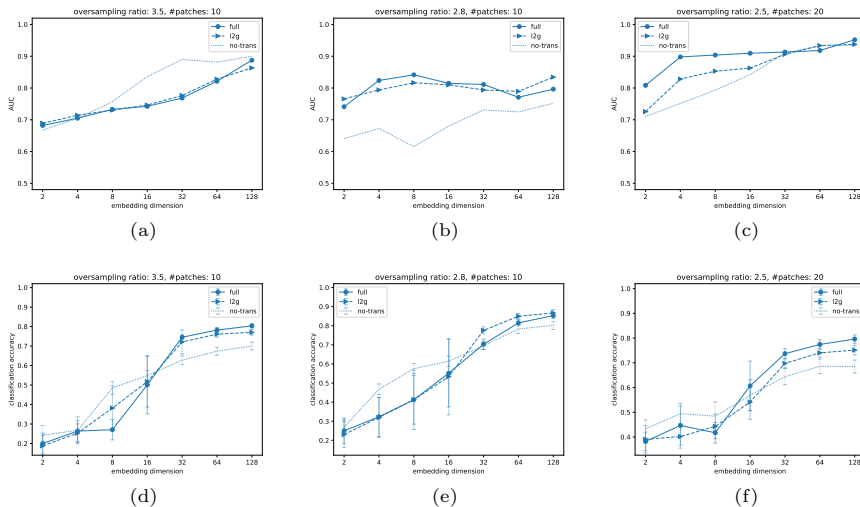 oversampling ratio: 3.5, #patches: 10
full
l2g
no-trans
1.0
0.9
0.8
0.7
0.6
0.5
AUC
2 4 8 16 32 64 128
embedding dimension
(a)
oversampling ratio: 2.8, #patches: 10
full
l2g
no-trans
1.0
0.9
0.8
0.7
0.6
0.5
AUC
2 4 8 16 32 64 128
embedding dimension
(b)
oversampling ratio: 2.5, #patches: 20
full
l2g
no-trans
1.0
0.9
0.8
0.7
0.6
0.5
AUC
2 4 8 16 32 64 128
embedding dimension
(c)
oversampling ratio: 3.5, #patches: 10
full
l2g
no-trans
1.0
0.9
0.8
0.7
0.6
0.5
0.4
0.3
0.2
classification accuracy
2 4 8 16 32 64 128
embedding dimension
(d)
oversampling ratio: 2.8, #patches: 10
full
l2g
no-trans
1.0
0.9
0.8
0.7
0.6
0.5
0.4
0.3
0.2
classification accuracy
2 4 8 16 32 64 128
embedding dimension
(e)
oversampling ratio: 2.5, #patches: 20
full
l2g
no-trans
1.0
0.9
0.8
0.7
0.6
0.5
0.4
classification accuracy
2 4 8 16 32 64 128
embedding dimension
(f)